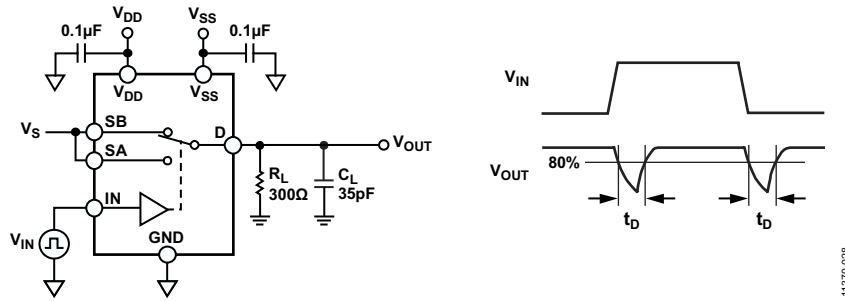 VDD
VSS
0.1µF
0.1µF
VDD
VSS
VS
SB
D
VOUT
SA
RL
300Ω
CL
35pF
IN
VIN
GND
VIN
VOUT
80%
tD
tD
11370-028